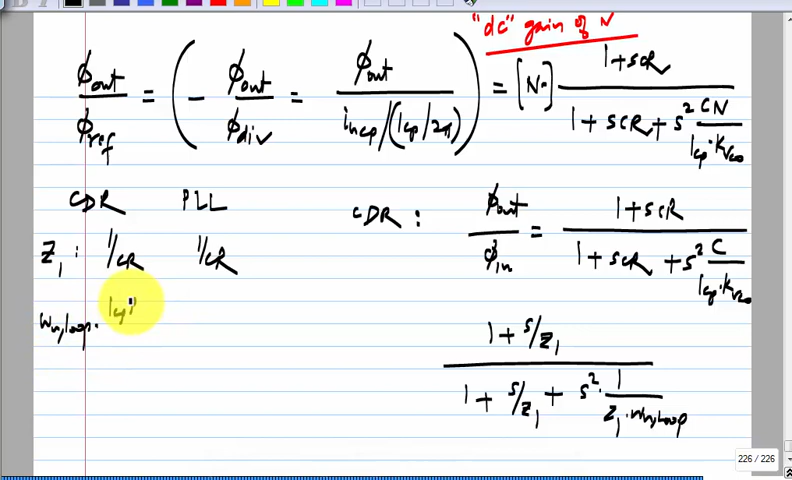 "dc" gain of N
ϕout/ϕref = (− ϕout/ϕdiv = ϕout/(incp/(Icp/2π))) = [N·] (1+sCR)/(1+sCR+s² CN/(Icp·Kvco))
CDR PLL CDR : ϕout/ϕin = (1+sCR)/(1+sCR+s² C/(Icp·Kvco))
Z1 : 1/CR 1/CR
ωu,loop. Icp
(1+s/Z1)/(1+s/Z1+s²·1/(Z1·ωu,loop))
226 / 226